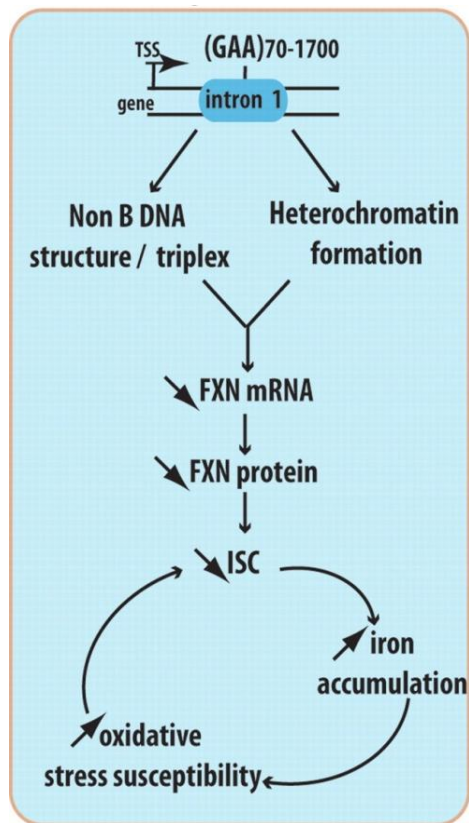 TSS
(GAA)70-1700
gene
intron 1
Non B DNA
structure / triplex
Heterochromatin
formation
FXN mRNA
FXN protein
ISC
iron
accumulation
oxidative
stress susceptibility